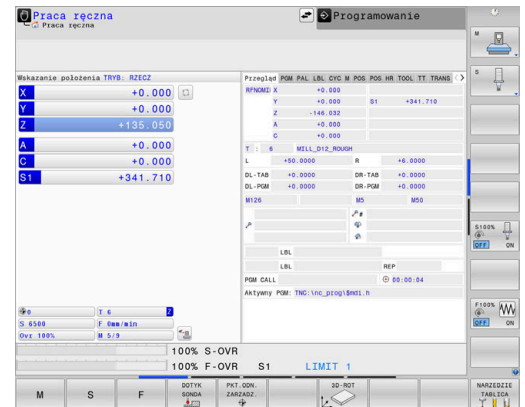 Praca ręczna
Praca ręczna
Programowanie
Wskazanie położenia TRYB: RZECZ
X +0.000
Y +0.000
Z +135.050
A +0.000
C +0.000
S1 +341.710
0 T 6 Z
S 6500 F 0mm/min
Ovr 100% M 5/9
Przegląd PGM PAL LBL CYC M POS POS HR TOOL TT TRANS
RFNOMI X +0.000
Y +0.000 S1 +341.710
Z -146.032
A +0.000
C +0.000
T : 6 MILL_D12_ROUGH
L +50.0000 R +6.0000
DL-TAB +0.0000 DR-TAB +0.0000
DL-PGM +0.0000 DR-PGM +0.0000
M126 M5 M50
LBL
LBL REP
PGM CALL 00:00:04
Aktywny PGM: TNC:\nc_prog\$mdi.h
100% S-OVR
100% F-OVR S1 LIMIT 1
M
S
F
DOTYK SONDA
PKT.ODN. ZARZADZ.
3D-ROT
NARZEDZIE TABLICA
M
S
S100%
OFF ON
F100%
OFF ON